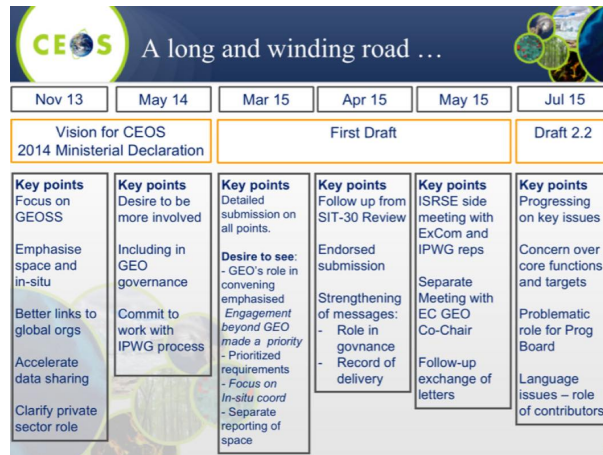 CEOS
A long and winding road …
Nov 13
May 14
Mar 15
Apr 15
May 15
Jul 15
Vision for CEOS
2014 Ministerial Declaration
First Draft
Draft 2.2
Key points
Focus on
GEOSS
Emphasise
space and
in-situ
Better links to
global orgs
Accelerate
data sharing
Clarify private
sector role
Key points
Desire to be
more involved
Including in
GEO
governance
Commit to
work with
IPWG process
Key points
Detailed
submission on
all points.
Desire to see:
- GEO's role in
convening
emphasised
Engagement
beyond GEO
made a priority
- Prioritized
requirements
- Focus on
In-situ coord
- Separate
reporting of
space
Key points
Follow up from
SIT-30 Review
Endorsed
submission
Strengthening
of messages:
- Role in
govnance
- Record of
delivery
Key points
ISRSE side
meeting with
ExCom and
IPWG reps
Separate
Meeting with
EC GEO
Co-Chair
Follow-up
exchange of
letters
Key points
Progressing
on key issues
Concern over
core functions
and targets
Problematic
role for Prog
Board
Language
issues – role
of contributors